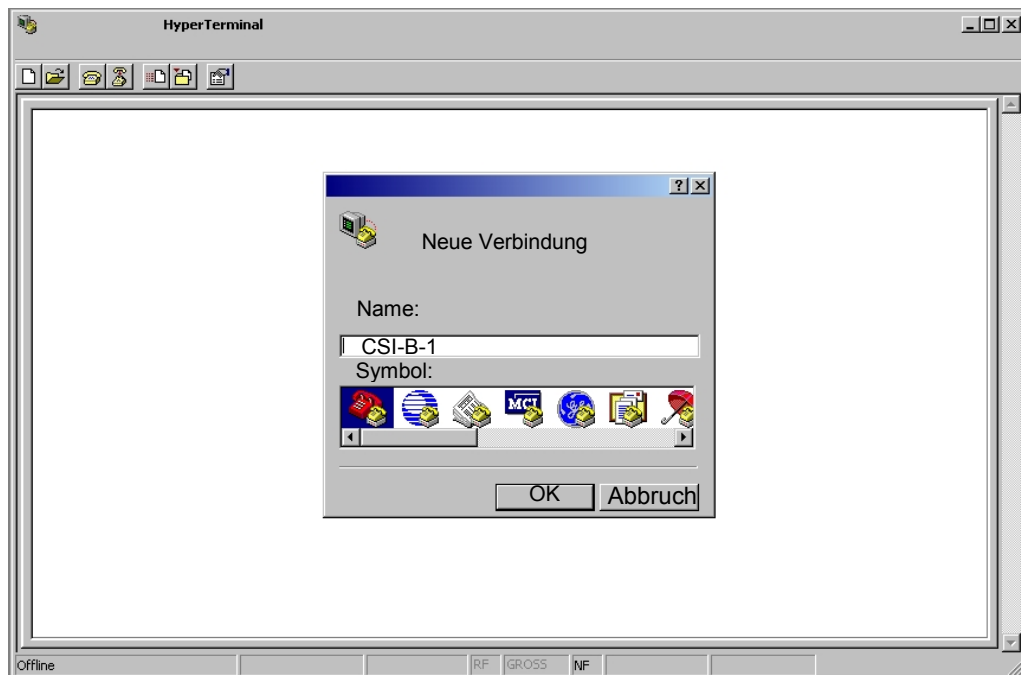 HyperTerminal
Neue Verbindung
Name:
CSI-B-1
Symbol:
MCI
OK Abbruch
Offline RF GROSS NF